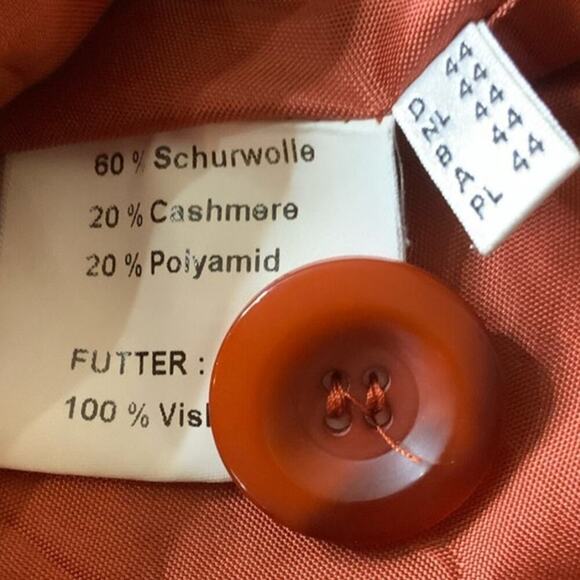 60 % Schurwolle
20 % Cashmere
20 % Polyamid
FUTTER :
100 %
D 44
NL 44
B 44
A 44
PL 44